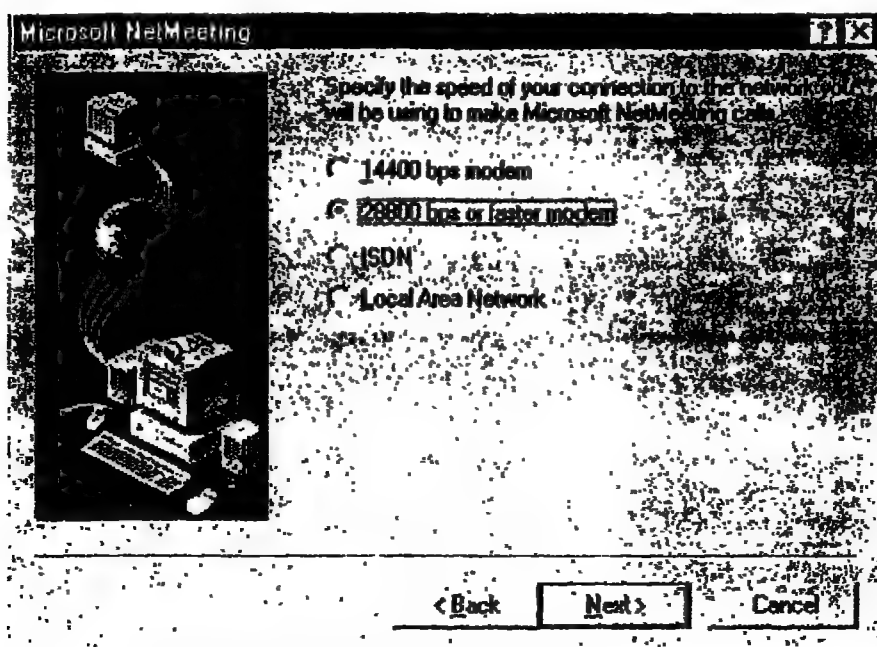 Microsoft NetMeeting
Specify the speed of your connection to the network you
will be using to make Microsoft NetMeeting calls.
14400 bps modem
28800 bps or faster modem
ISDN
Local Area Network
< Back
Next >
Cancel